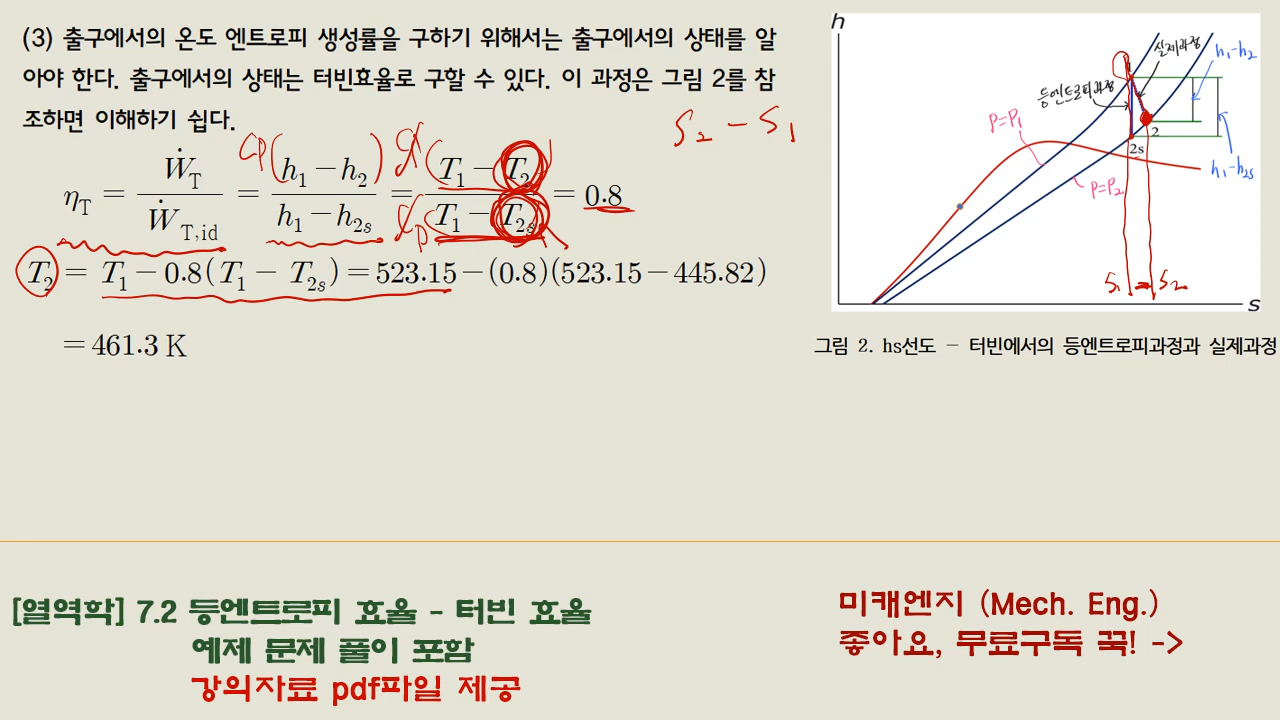 (3) 출구에서의 온도 엔트로피 생성률을 구하기 위해서는 출구에서의 상태를 알
아야 한다. 출구에서의 상태는 터빈효율로 구할 수 있다. 이 과정은 그림 2를 참
조하면 이해하기 쉽다.
S₂ − S₁
η_T = Ẇ_T / Ẇ_T,id = Cp(h₁ − h₂) / (h₁ − h₂s) = Cp(T₁ − T₂) / Cp(T₁ − T₂s) = 0.8
T₂ = T₁ − 0.8(T₁ − T₂s) = 523.15 − (0.8)(523.15 − 445.82)
= 461.3 K
h
실제과정
h₁-h₂
등엔트로피과정
P=P₁
1
2
2s
P=P₂
h₁-h₂s
S₁ = S₂
s
그림 2. hs선도 - 터빈에서의 등엔트로피과정과 실제과정
[열역학] 7.2 등엔트로피 효율 - 터빈 효율
예제 문제 풀이 포함
강의자료 pdf파일 제공
미캐엔지 (Mech. Eng.)
좋아요, 무료구독 꾹! ->